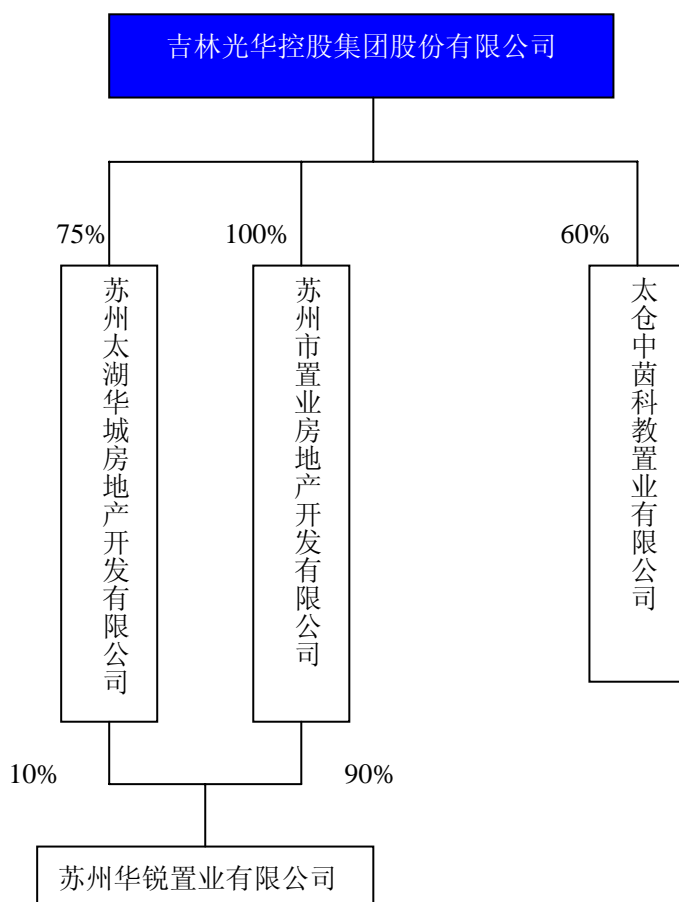 吉林光华控股集团股份有限公司
75%
100%
60%
苏州太湖华城房地产开发有限公司
苏州市置业房地产开发有限公司
太仓中茵科教置业有限公司
10%
90%
苏州华锐置业有限公司